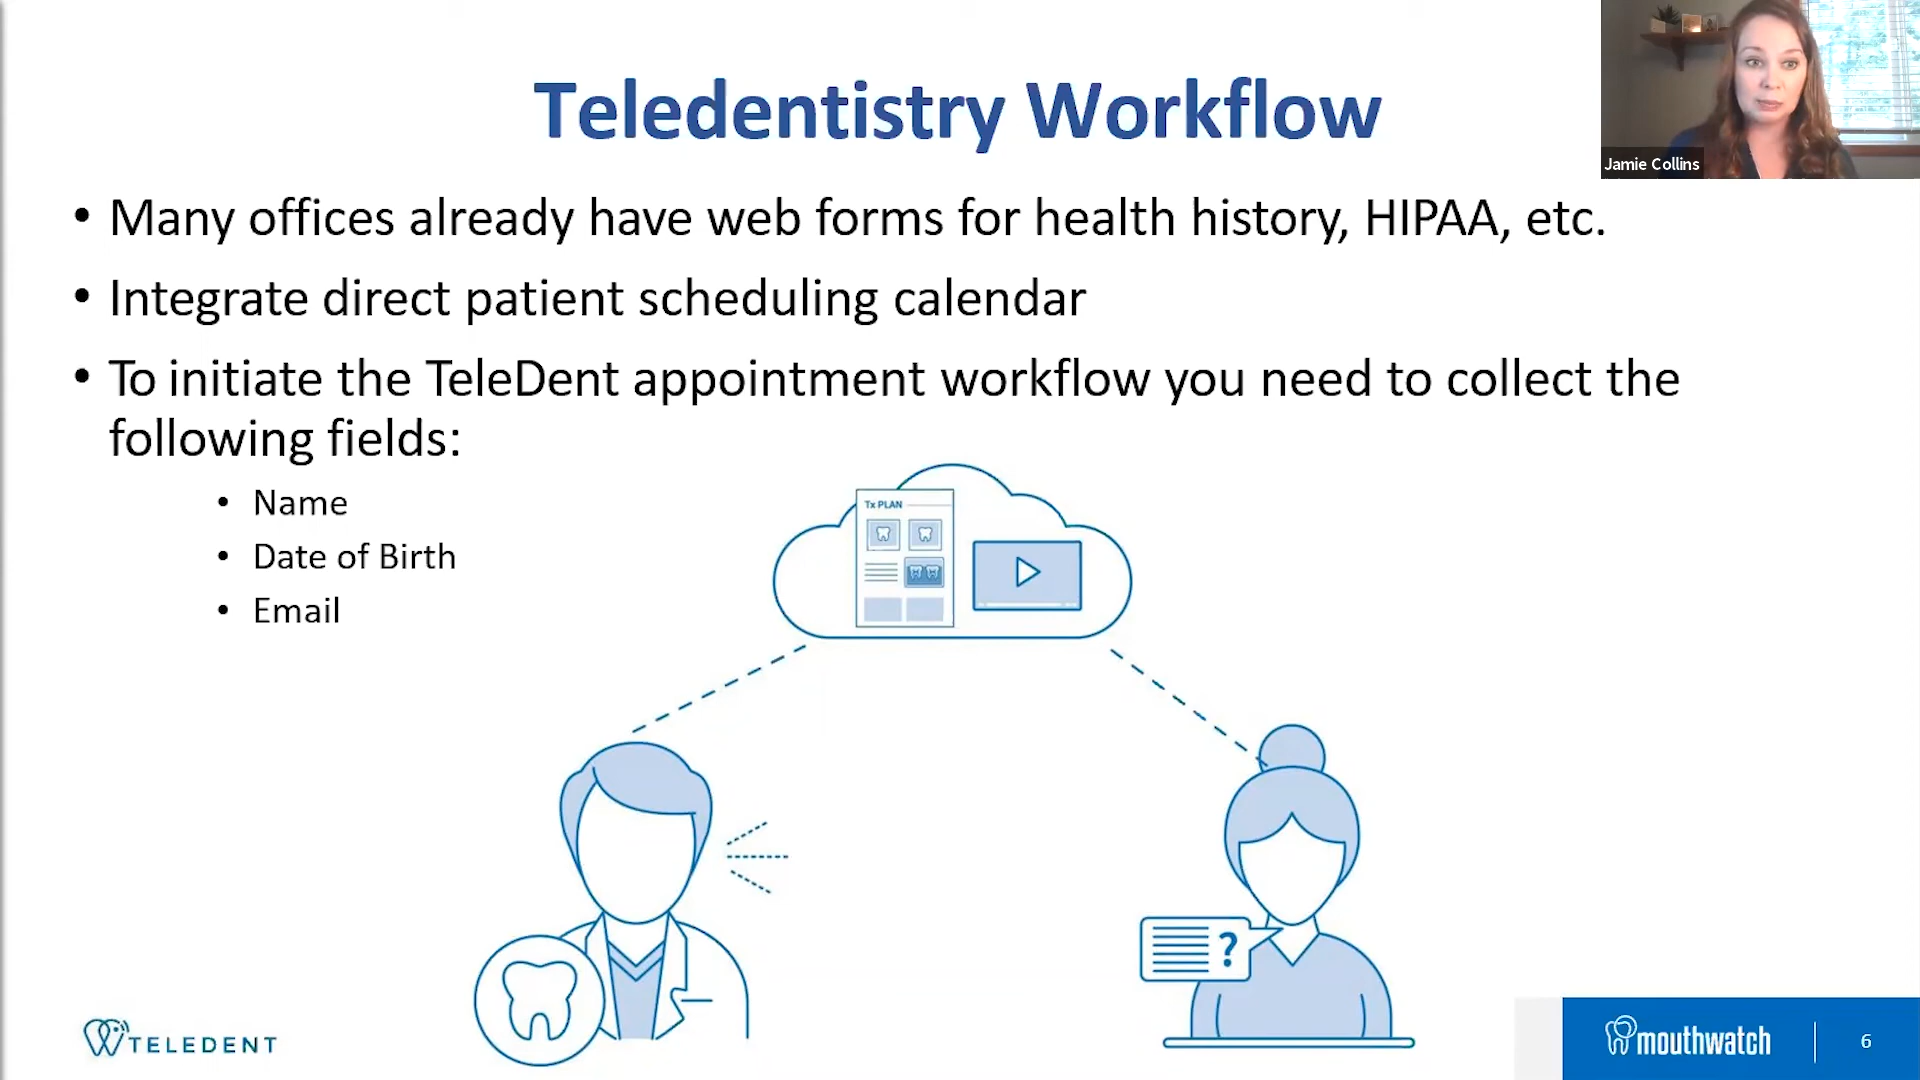 Teledentistry Workflow
Jamie Collins
• Many offices already have web forms for health history, HIPAA, etc.
• Integrate direct patient scheduling calendar
• To initiate the TeleDent appointment workflow you need to collect the
following fields:
• Name
• Date of Birth
• Email
Tx PLAN
?
TELEDENT
mouthwatch
6